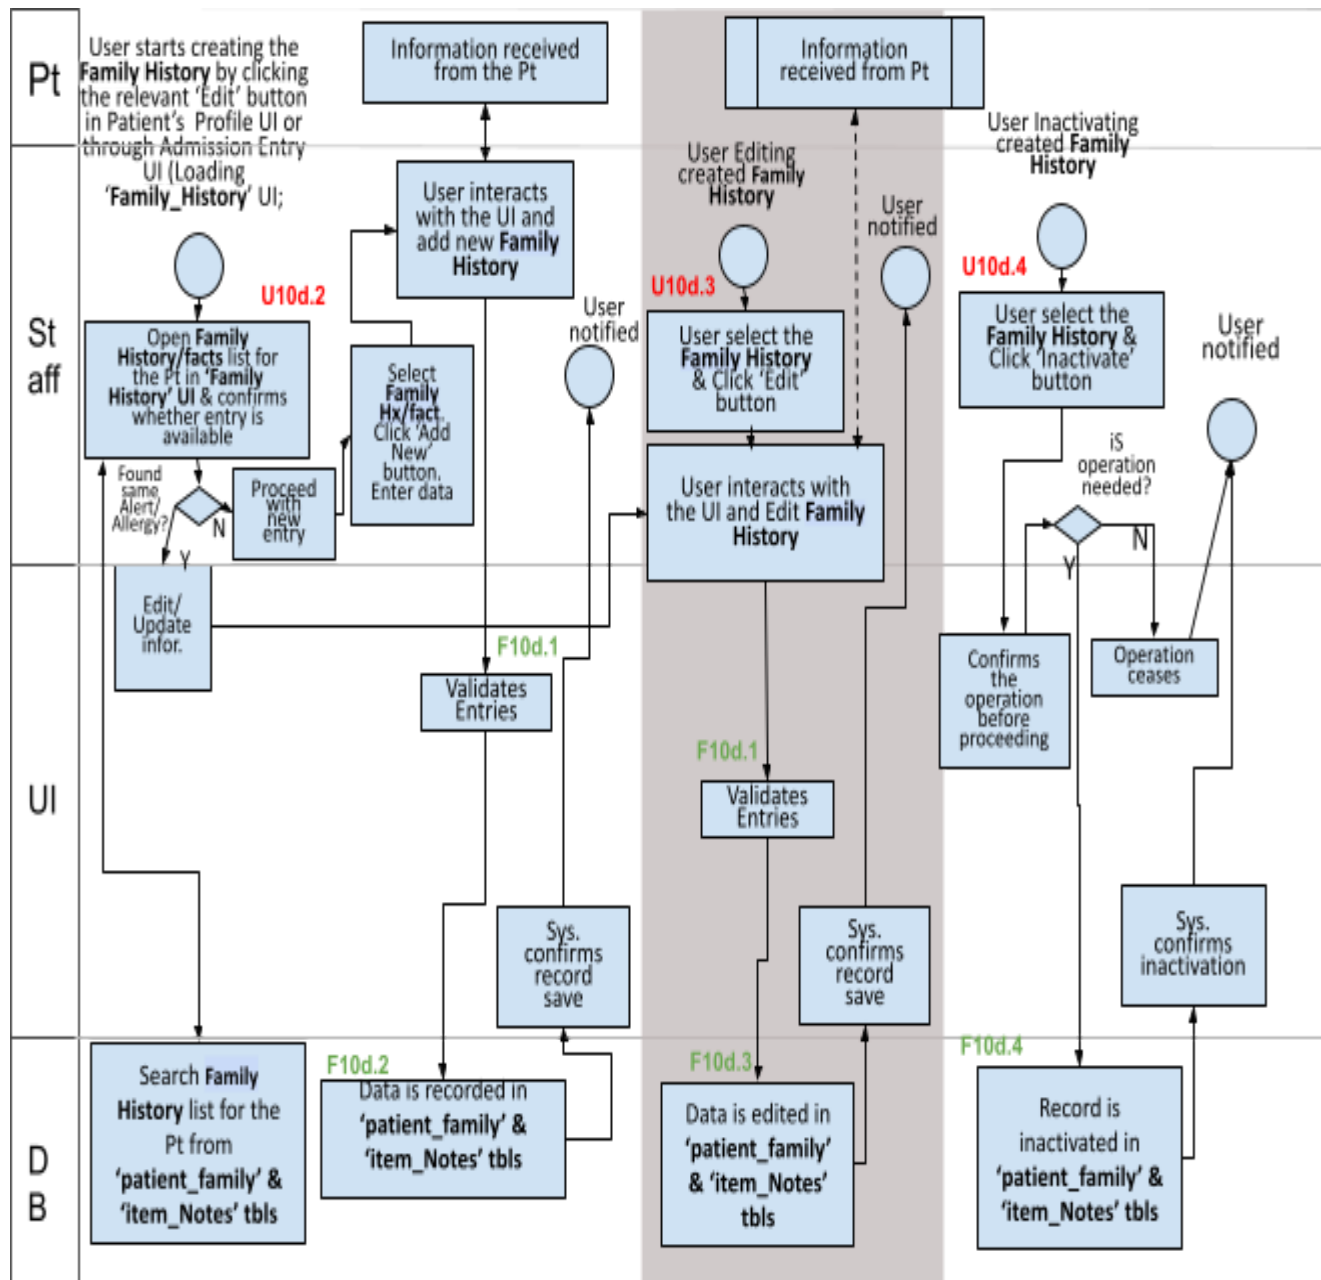 Pt
User starts creating the
Family History by clicking
the relevant ‘Edit’ button
in Patient's Profile UI or
through Admission Entry
UI (Loading
‘Family_History’ UI;
Information received
from the Pt
Information
received from Pt
St
aff
User interacts
with the UI and
add new Family
History
User Editing
created Family
History
User
notified
User Inactivating
created Family
History
U10d.2
Open Family
History/facts list for
the Pt in ‘Family
History’ UI & confirms
whether entry is
available
Select
Family
Hx/fact.
Click ‘Add
New’
button.
Enter data
User
notified
U10d.3
User select the
Family History
& Click ‘Edit’
button
U10d.4
User select the
Family History &
Click ‘Inactivate’
button
User
notified
Found
same
Alert/
Allergy?
N
Y
Proceed
with
new
entry
User interacts with
the UI and Edit Family
History
iS
operation
needed?
N
Y
UI
Edit/
Update
infor.
F10d.1
Validates
Entries
F10d.1
Validates
Entries
Confirms
the
operation
before
proceeding
Operation
ceases
Sys.
confirms
record
save
Sys.
confirms
record
save
Sys.
confirms
inactivation
D
B
Search Family
History list for the
Pt from
‘patient_family’ &
‘item_Notes’ tbls
F10d.2
Data is recorded in
‘patient_family’ &
‘item_Notes’ tbls
F10d.3
Data is edited in
‘patient_family’
& ‘item_Notes’
tbls
F10d.4
Record is
inactivated in
‘patient_family’ &
‘item_Notes’ tbls